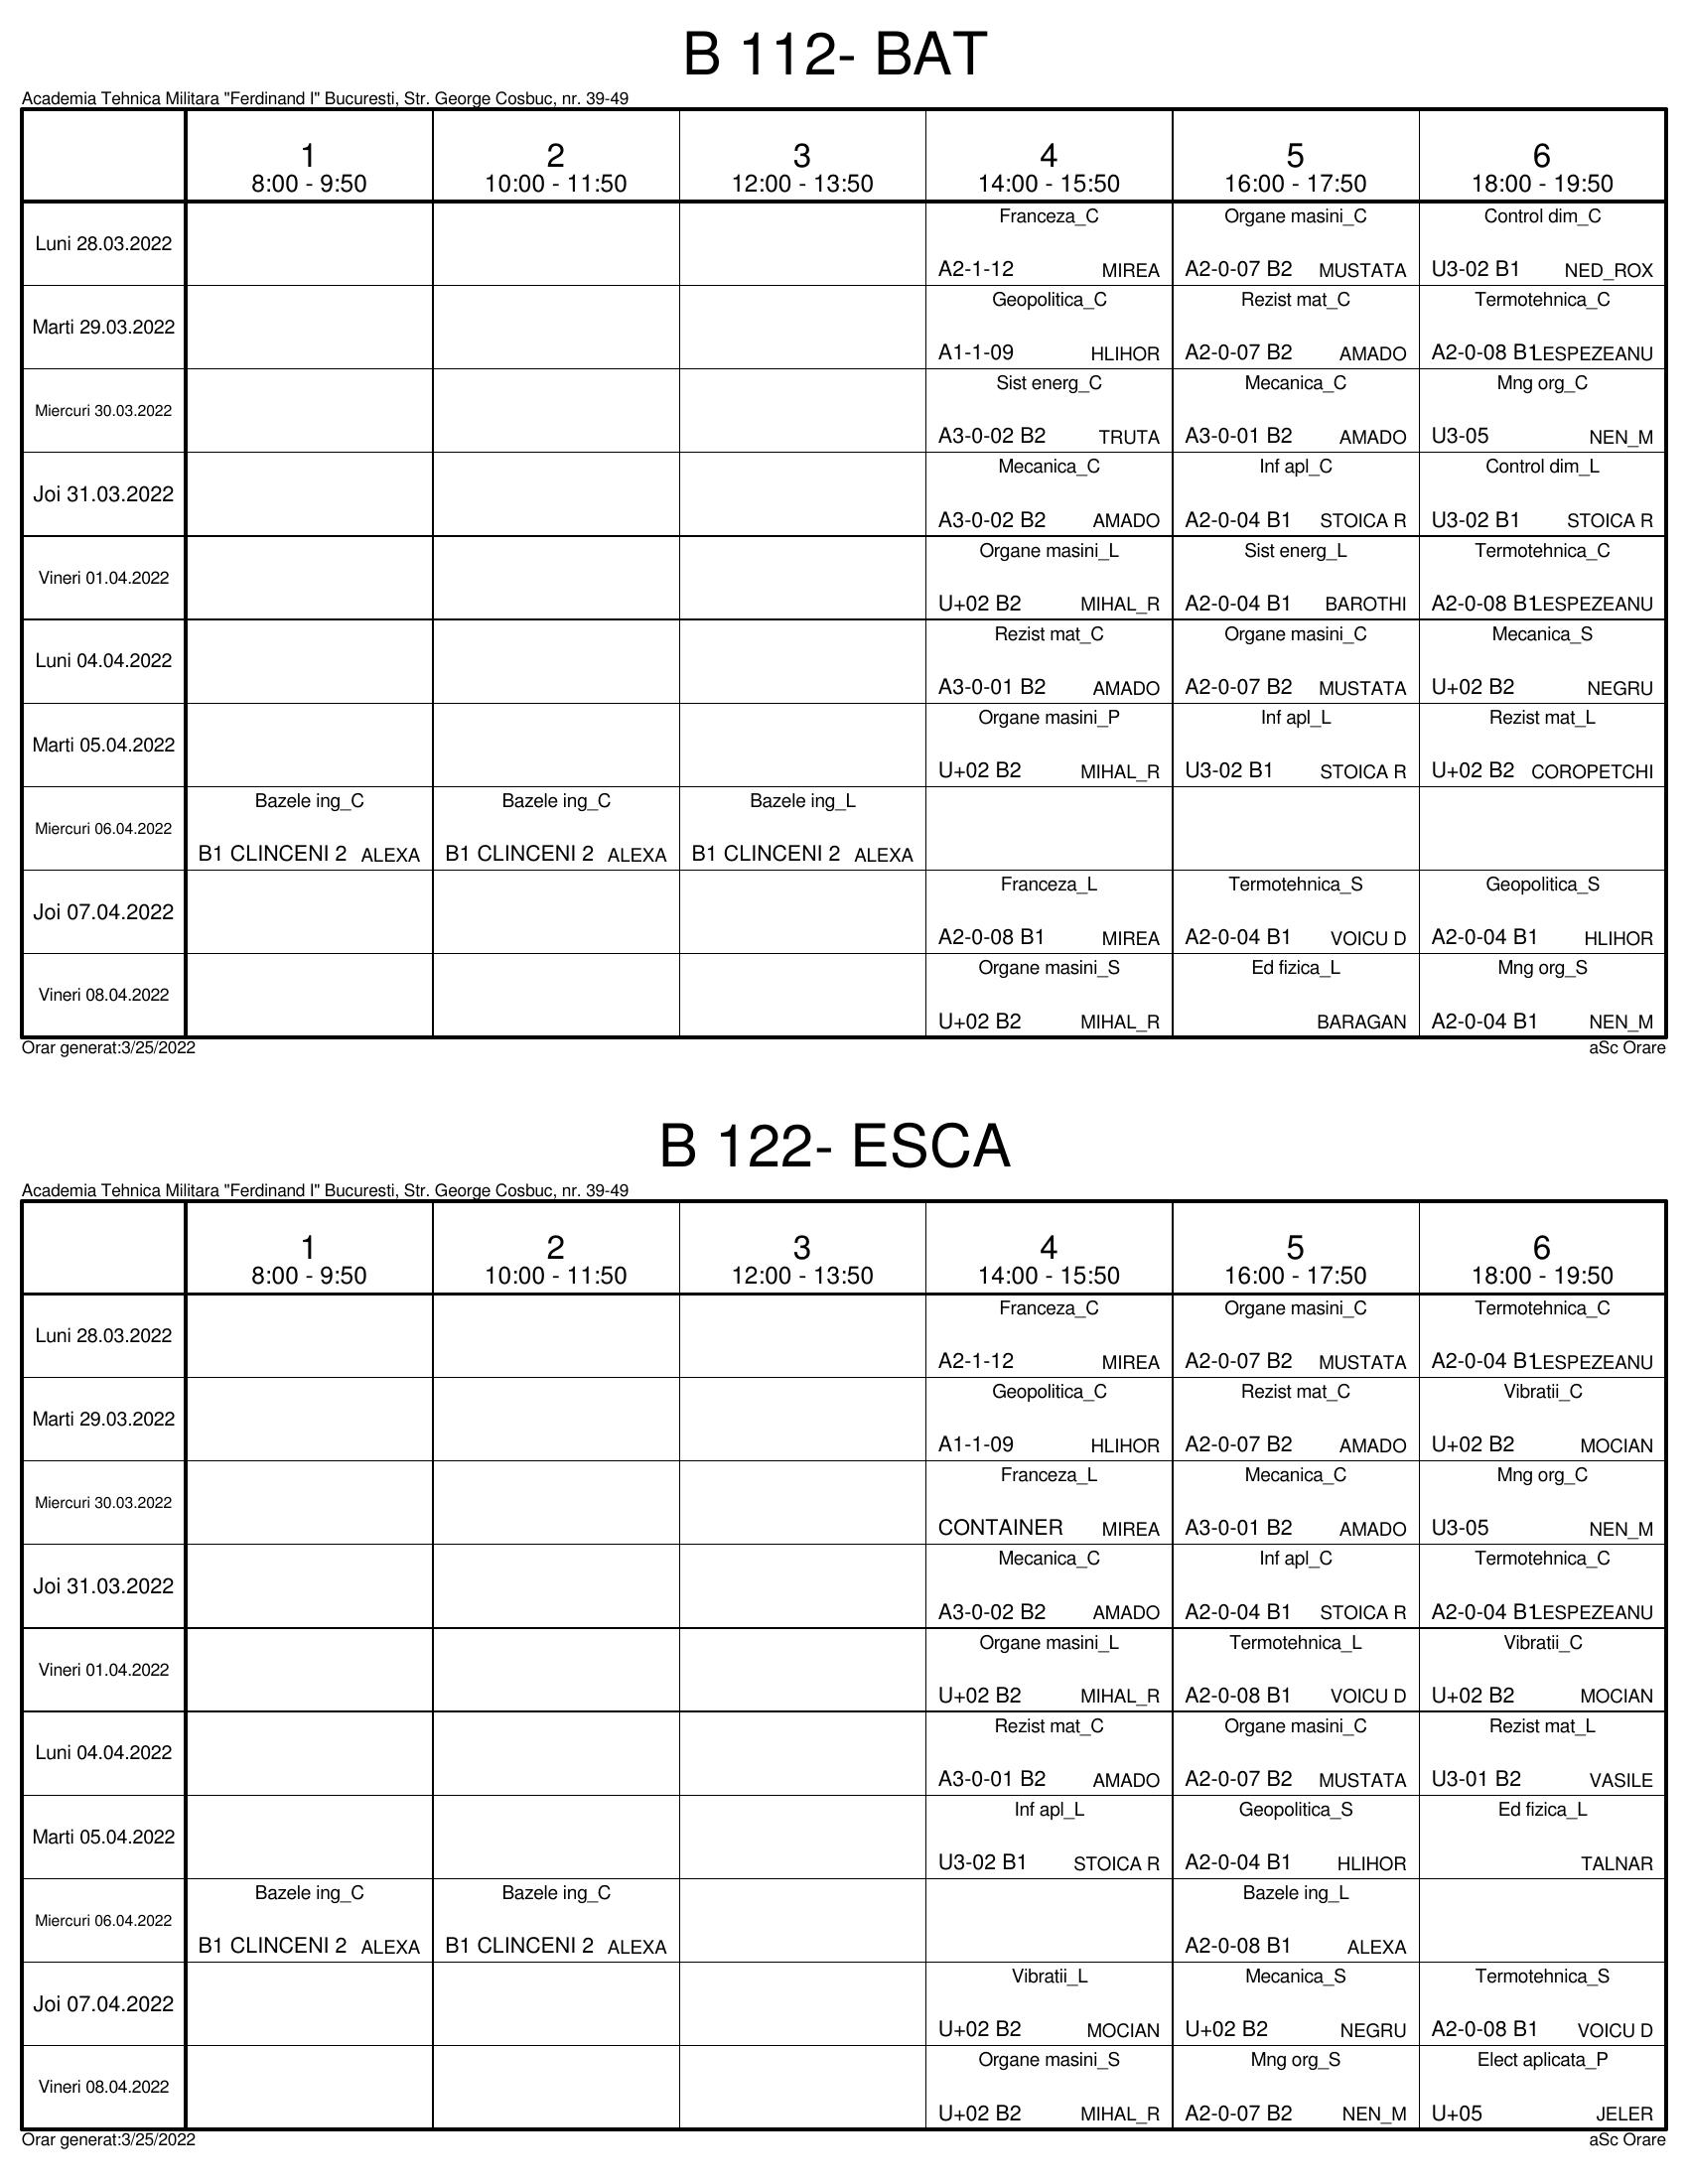 B 112- BAT
Academia Tehnica Militara "Ferdinand I" Bucuresti, Str. George Cosbuc, nr. 39-49
1 2 3 4 5 6
8:00 - 9:50 10:00 - 11:50 12:00 - 13:50 14:00 - 15:50 16:00 - 17:50 18:00 - 19:50
Franceza_C Organe masini_C Control dim_C
Luni 28.03.2022
A2-1-12 MIREA A2-0-07 B2 MUSTATA U3-02 B1 NED_ROX
Geopolitica_C Rezist mat_C Termotehnica_C
Marti 29.03.2022
A1-1-09 HLIHOR A2-0-07 B2 AMADO A2-0-08 B1 LESPEZEANU
Sist energ_C Mecanica_C Mng org_C
Miercuri 30.03.2022
A3-0-02 B2 TRUTA A3-0-01 B2 AMADO U3-05 NEN_M
Mecanica_C Inf apl_C Control dim_L
Joi 31.03.2022
A3-0-02 B2 AMADO A2-0-04 B1 STOICA R U3-02 B1 STOICA R
Organe masini_L Sist energ_L Termotehnica_C
Vineri 01.04.2022
U+02 B2 MIHAL_R A2-0-04 B1 BAROTHI A2-0-08 B1 LESPEZEANU
Rezist mat_C Organe masini_C Mecanica_S
Luni 04.04.2022
A3-0-01 B2 AMADO A2-0-07 B2 MUSTATA U+02 B2 NEGRU
Organe masini_P Inf apl_L Rezist mat_L
Marti 05.04.2022
U+02 B2 MIHAL_R U3-02 B1 STOICA R U+02 B2 COROPETCHI
Bazele ing_C Bazele ing_C Bazele ing_L
Miercuri 06.04.2022
B1 CLINCENI 2 ALEXA B1 CLINCENI 2 ALEXA B1 CLINCENI 2 ALEXA
Franceza_L Termotehnica_S Geopolitica_S
Joi 07.04.2022
A2-0-08 B1 MIREA A2-0-04 B1 VOICU D A2-0-04 B1 HLIHOR
Organe masini_S Ed fizica_L Mng org_S
Vineri 08.04.2022
U+02 B2 MIHAL_R BARAGAN A2-0-04 B1 NEN_M
Orar generat:3/25/2022 aSc Orare
B 122- ESCA
Academia Tehnica Militara "Ferdinand I" Bucuresti, Str. George Cosbuc, nr. 39-49
1 2 3 4 5 6
8:00 - 9:50 10:00 - 11:50 12:00 - 13:50 14:00 - 15:50 16:00 - 17:50 18:00 - 19:50
Franceza_C Organe masini_C Termotehnica_C
Luni 28.03.2022
A2-1-12 MIREA A2-0-07 B2 MUSTATA A2-0-04 B1 LESPEZEANU
Geopolitica_C Rezist mat_C Vibratii_C
Marti 29.03.2022
A1-1-09 HLIHOR A2-0-07 B2 AMADO U+02 B2 MOCIAN
Franceza_L Mecanica_C Mng org_C
Miercuri 30.03.2022
CONTAINER MIREA A3-0-01 B2 AMADO U3-05 NEN_M
Mecanica_C Inf apl_C Termotehnica_C
Joi 31.03.2022
A3-0-02 B2 AMADO A2-0-04 B1 STOICA R A2-0-04 B1 LESPEZEANU
Organe masini_L Termotehnica_L Vibratii_C
Vineri 01.04.2022
U+02 B2 MIHAL_R A2-0-08 B1 VOICU D U+02 B2 MOCIAN
Rezist mat_C Organe masini_C Rezist mat_L
Luni 04.04.2022
A3-0-01 B2 AMADO A2-0-07 B2 MUSTATA U3-01 B2 VASILE
Inf apl_L Geopolitica_S Ed fizica_L
Marti 05.04.2022
U3-02 B1 STOICA R A2-0-04 B1 HLIHOR TALNAR
Bazele ing_C Bazele ing_C Bazele ing_L
Miercuri 06.04.2022
B1 CLINCENI 2 ALEXA B1 CLINCENI 2 ALEXA A2-0-08 B1 ALEXA
Vibratii_L Mecanica_S Termotehnica_S
Joi 07.04.2022
U+02 B2 MOCIAN U+02 B2 NEGRU A2-0-08 B1 VOICU D
Organe masini_S Mng org_S Elect aplicata_P
Vineri 08.04.2022
U+02 B2 MIHAL_R A2-0-07 B2 NEN_M U+05 JELER
Orar generat:3/25/2022 aSc Orare